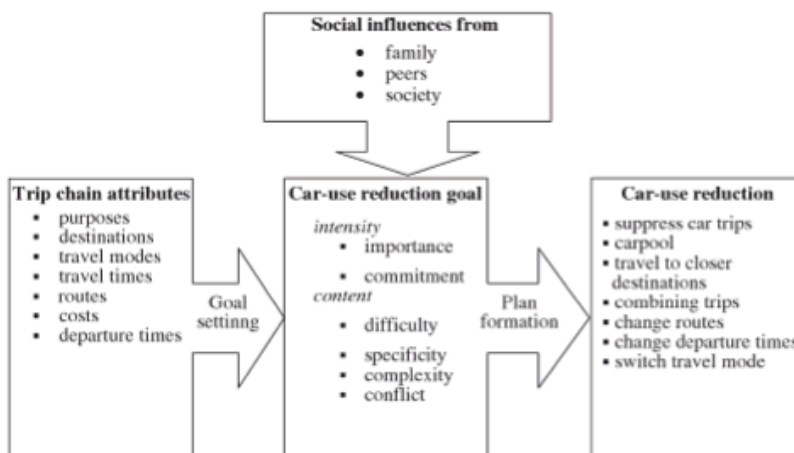 Social influences from
• family
• peers
• society
Trip chain attributes
▪ purposes
▪ destinations
▪ travel modes
▪ travel times
▪ routes
▪ costs
▪ departure times
Goal
settinng
Car-use reduction goal
intensity
▪ importance
▪ commitment
content
▪ difficulty
▪ specificity
▪ complexity
▪ conflict
Plan
formation
Car-use reduction
▪ suppress car trips
▪ carpool
▪ travel to closer
destinations
▪ combining trips
▪ change routes
▪ change departure times
▪ switch travel mode